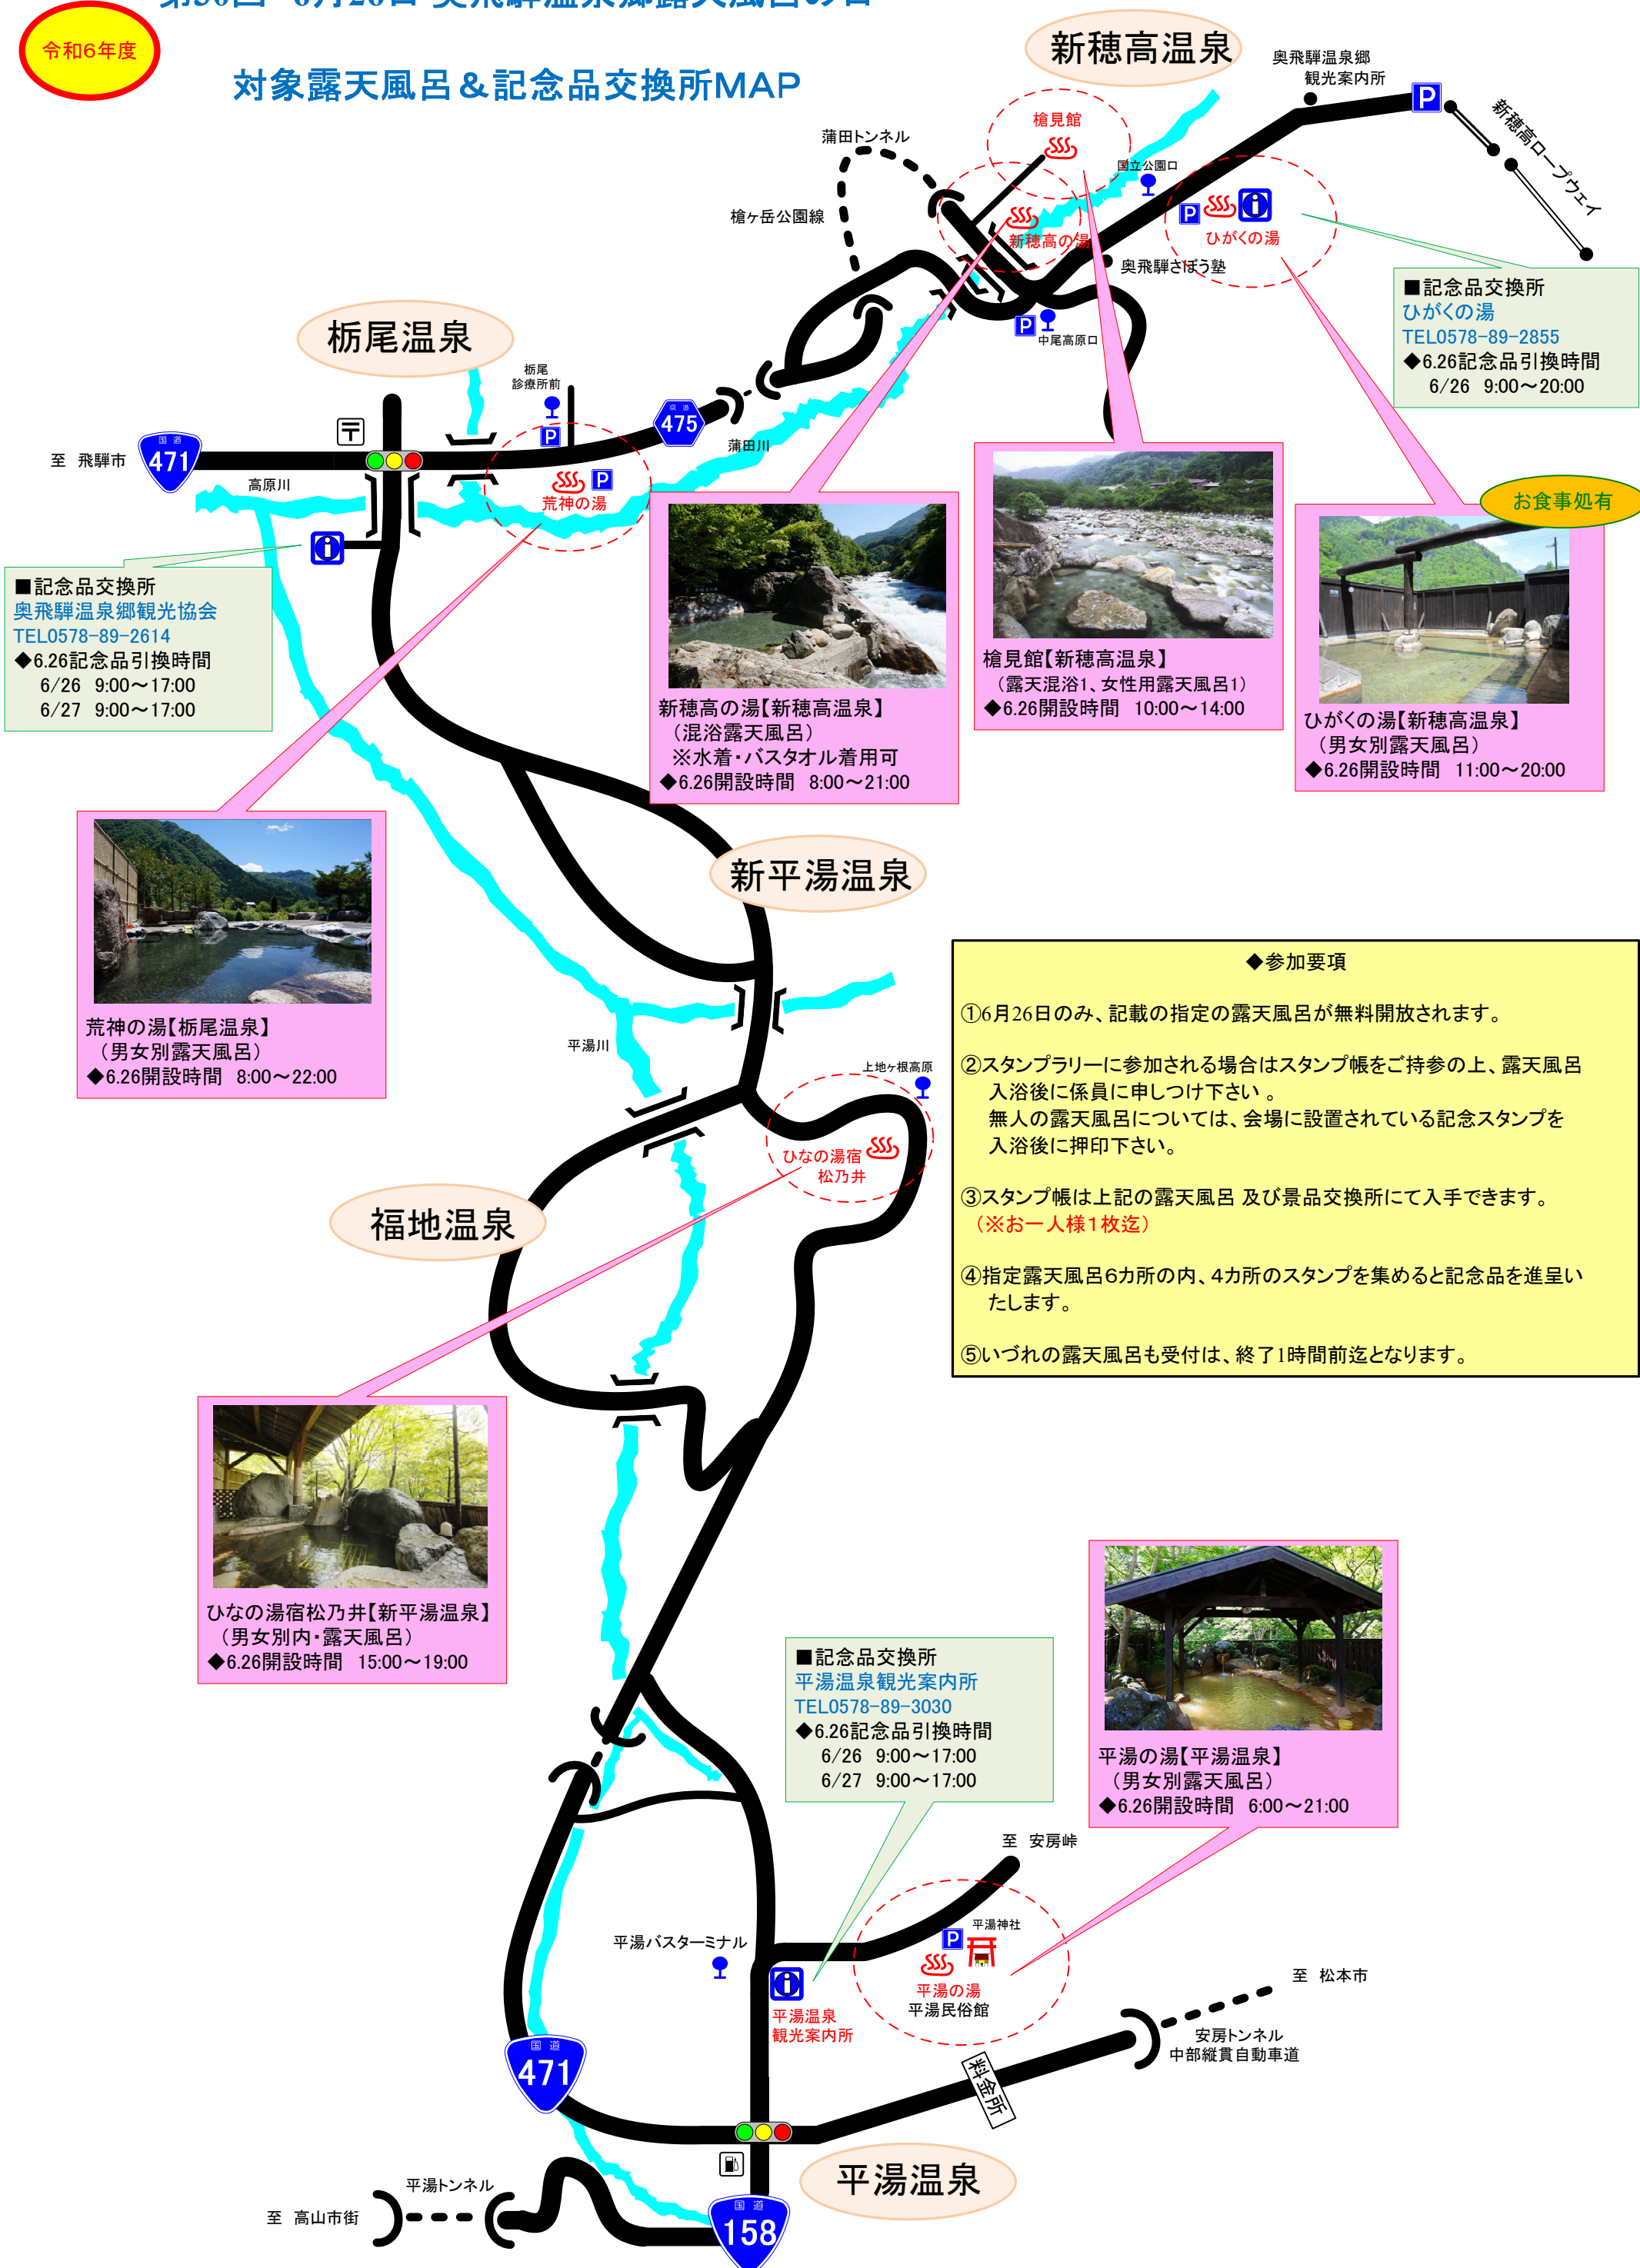 令和6年度
対象露天風呂＆記念品交換所MAP
新穂高温泉
奥飛騨温泉郷
観光案内所
P
新穂高ロープウェイ
蒲田トンネル
槍見館
国立公園口
槍ヶ岳公園線
新穂高の湯
P
ひがくの湯
奥飛騨さぼう塾
P
中尾高原口
■記念品交換所
ひがくの湯
TEL0578-89-2855
◆6.26記念品引換時間
6/26 9:00～20:00
栃尾温泉
栃尾
診療所前
P
県道
475
蒲田川
〒
国道
471
至 飛騨市
高原川
P
荒神の湯
■記念品交換所
奥飛騨温泉郷観光協会
TEL0578-89-2614
◆6.26記念品引換時間
6/26 9:00～17:00
6/27 9:00～17:00
新穂高の湯【新穂高温泉】
（混浴露天風呂）
※水着・バスタオル着用可
◆6.26開設時間 8:00～21:00
槍見館【新穂高温泉】
（露天混浴1、女性用露天風呂1）
◆6.26開設時間 10:00～14:00
お食事処有
ひがくの湯【新穂高温泉】
（男女別露天風呂）
◆6.26開設時間 11:00～20:00
荒神の湯【栃尾温泉】
（男女別露天風呂）
◆6.26開設時間 8:00～22:00
新平湯温泉
平湯川
上地ヶ根高原
ひなの湯宿
松乃井
福地温泉
◆参加要項
①6月26日のみ、記載の指定の露天風呂が無料開放されます。
②スタンプラリーに参加される場合はスタンプ帳をご持参の上、露天風呂
入浴後に係員に申しつけ下さい 。
無人の露天風呂については、会場に設置されている記念スタンプを
入浴後に押印下さい。
③スタンプ帳は上記の露天風呂 及び景品交換所にて入手できます。
（※お一人様１枚迄）
④指定露天風呂６カ所の内、４カ所のスタンプを集めると記念品を進呈い
たします。
⑤いづれの露天風呂も受付は、終了1時間前迄となります。
ひなの湯宿松乃井【新平湯温泉】
（男女別内・露天風呂）
◆6.26開設時間 15:00～19:00
■記念品交換所
平湯温泉観光案内所
TEL0578-89-3030
◆6.26記念品引換時間
6/26 9:00～17:00
6/27 9:00～17:00
平湯の湯【平湯温泉】
（男女別露天風呂）
◆6.26開設時間 6:00～21:00
至 安房峠
平湯バスターミナル
P
平湯神社
平湯の湯
平湯民俗館
平湯温泉
観光案内所
至 松本市
安房トンネル
中部縦貫自動車道
料金所
国道
471
平湯温泉
平湯トンネル
至 高山市街
国道
158